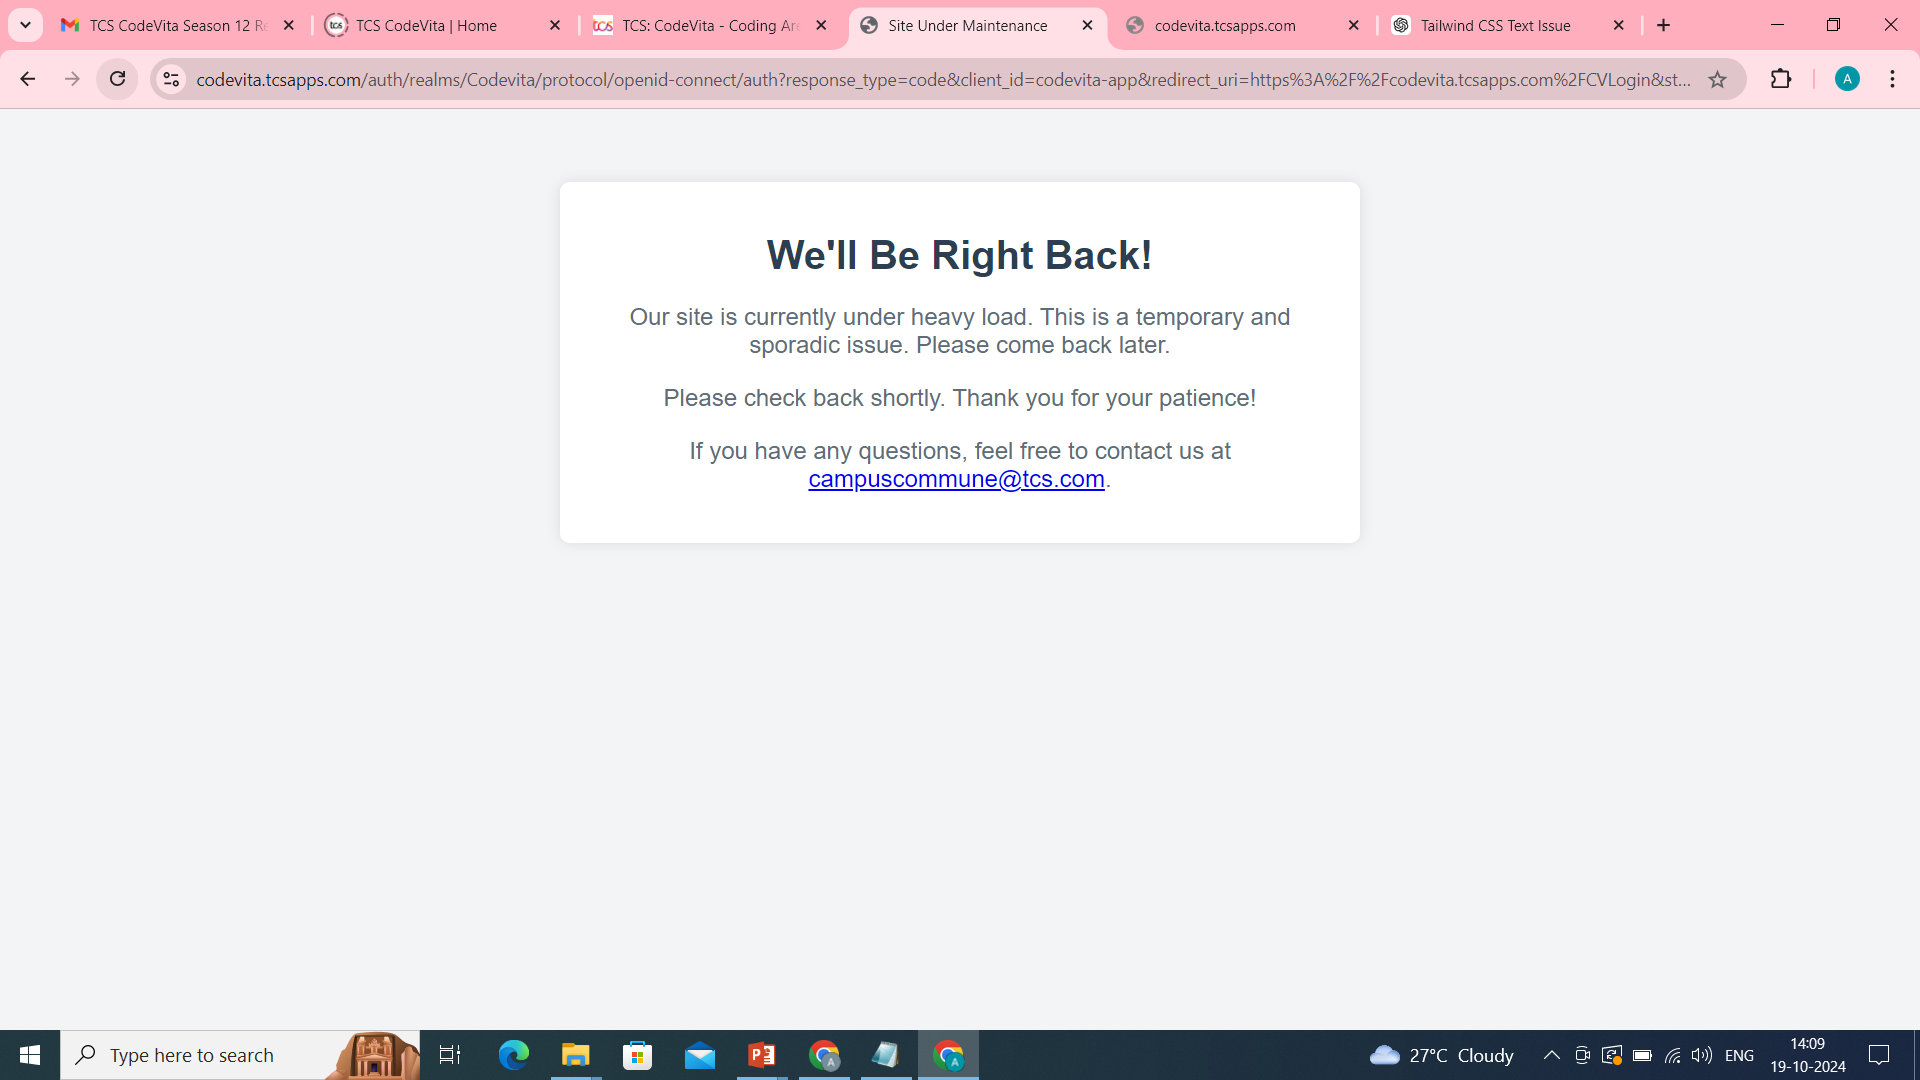 TCS CodeVita Season 12 Re
TCS CodeVita | Home
TCS: CodeVita - Coding Are
Site Under Maintenance
codevita.tcsapps.com
Tailwind CSS Text Issue
codevita.tcsapps.com/auth/realms/Codevita/protocol/openid-connect/auth?response_type=code&client_id=codevita-app&redirect_uri=https%3A%2F%2Fcodevita.tcsapps.com%2FCVLogin&st...
A
We'll Be Right Back!
Our site is currently under heavy load. This is a temporary and
sporadic issue. Please come back later.
Please check back shortly. Thank you for your patience!
If you have any questions, feel free to contact us at
campuscommune@tcs.com.
Type here to search
27°C Cloudy
ENG
14:09
19-10-2024